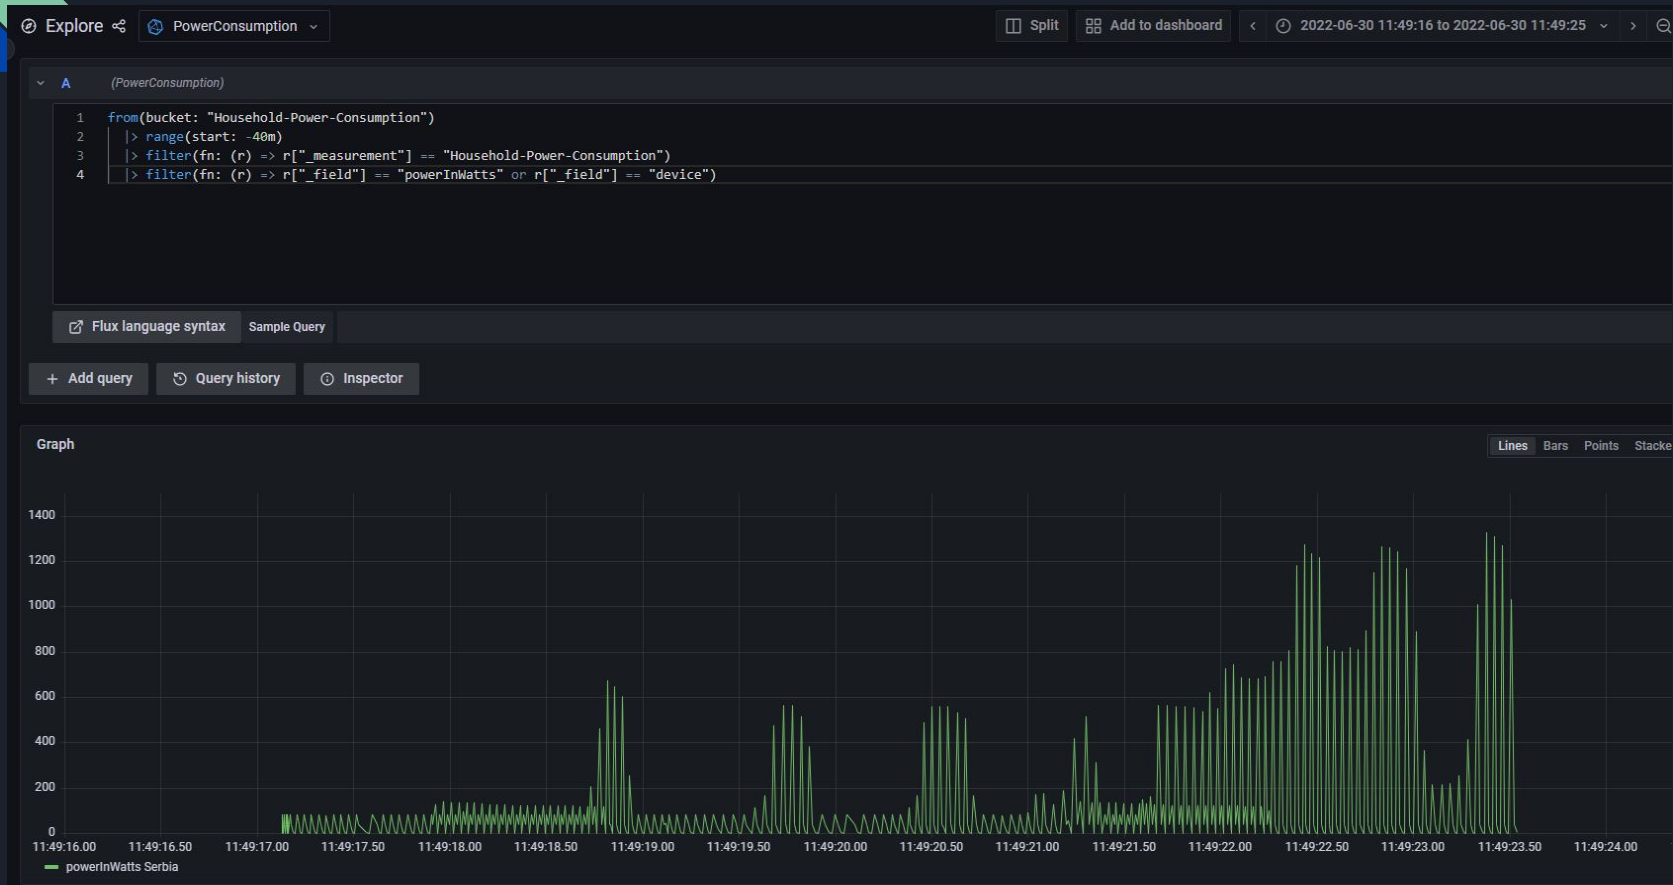 Explore PowerConsumption Split Add to dashboard 2022-06-30 11:49:16 to 2022-06-30 11:49:25
A (PowerConsumption)
1 from(bucket: "Household-Power-Consumption")
2 |> range(start: -40m)
3 |> filter(fn: (r) => r["_measurement"] == "Household-Power-Consumption")
4 |> filter(fn: (r) => r["_field"] == "powerInWatts" or r["_field"] == "device")
Flux language syntax Sample Query
+ Add query Query history Inspector
Graph
Lines Bars Points Stacke
1400
1200
1000
800
600
400
200
0
11:49:16.00 11:49:16.50 11:49:17.00 11:49:17.50 11:49:18.00 11:49:18.50 11:49:19.00 11:49:19.50 11:49:20.00 11:49:20.50 11:49:21.00 11:49:21.50 11:49:22.00 11:49:22.50 11:49:23.00 11:49:23.50 11:49:24.00
powerInWatts Serbia